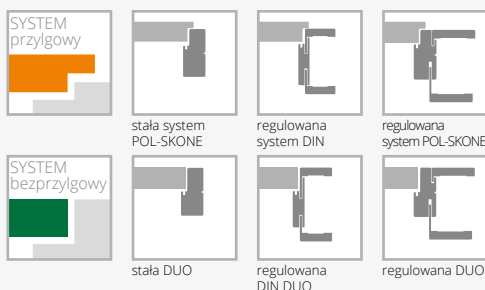 SYSTEM
przylgowy
stała system
POL-SKONE
regulowana
system DIN
regulowana
system POL-SKONE
SYSTEM
bezprzylgowy
stała DUO
regulowana
DIN DUO
regulowana DUO